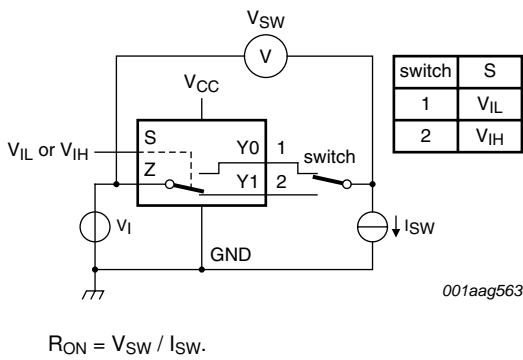 VSW
V
VCC
switch S
1 VIL
2 VIH
S
Y0 1
VIL or VIH
switch
Z
Y1 2
VI
ISW
GND
001aag563
RON = VSW / ISW.